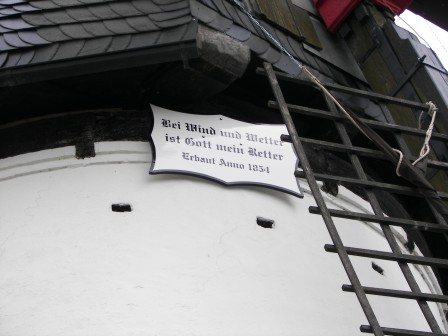 Bei Wind und Wetter
ist Gott mein Retter
Erbaut Anno 1854